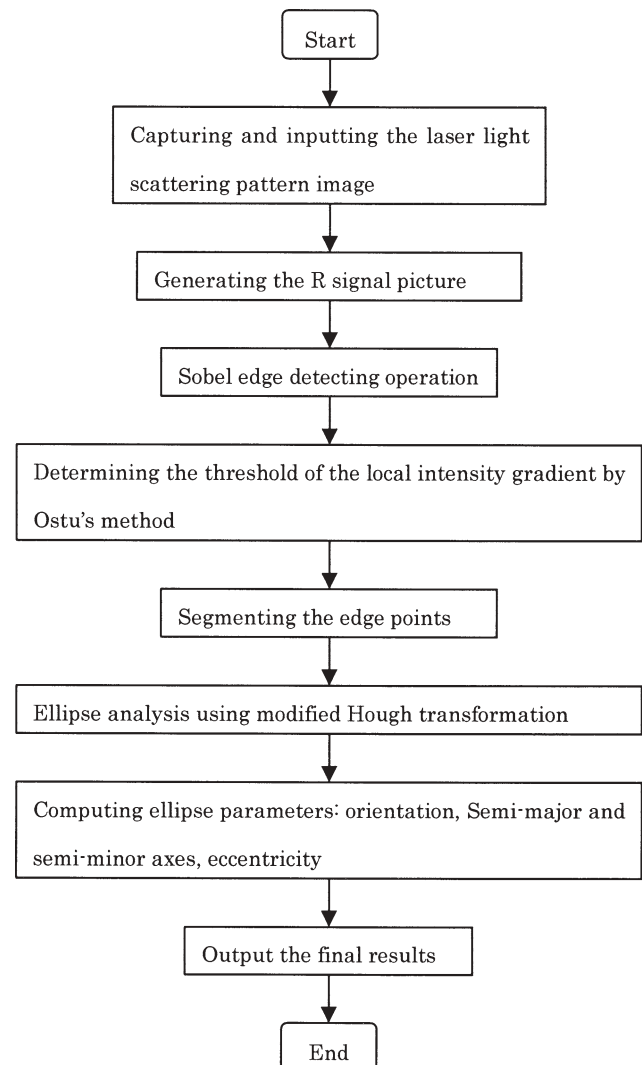 Start
Capturing and inputting the laser light
scattering pattern image
Generating the R signal picture
Sobel edge detecting operation
Determining the threshold of the local intensity gradient by
Ostu's method
Segmenting the edge points
Ellipse analysis using modified Hough transformation
Computing ellipse parameters: orientation, Semi-major and
semi-minor axes, eccentricity
Output the final results
End